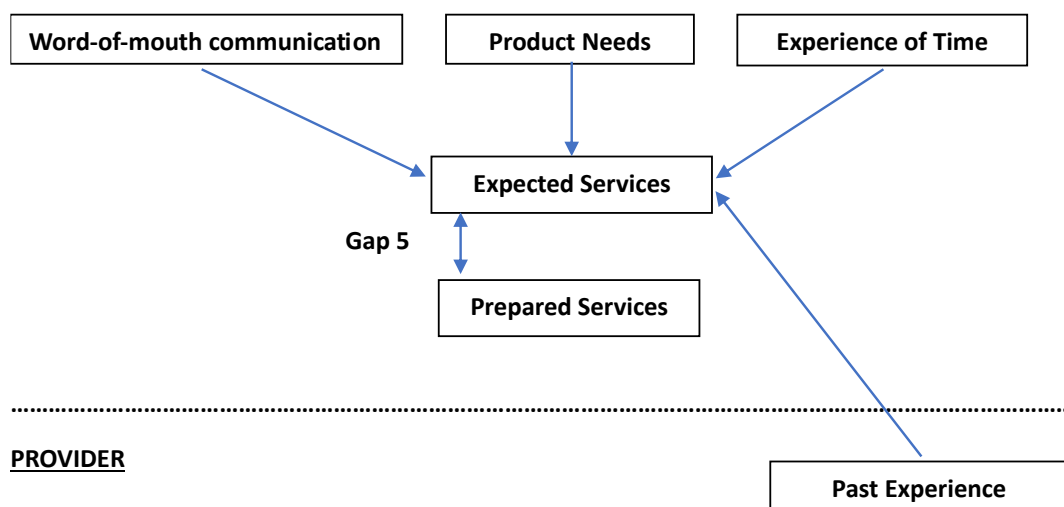 Word-of-mouth communication
Product Needs
Experience of Time
Expected Services
Gap 5
Prepared Services
PROVIDER
Past Experience